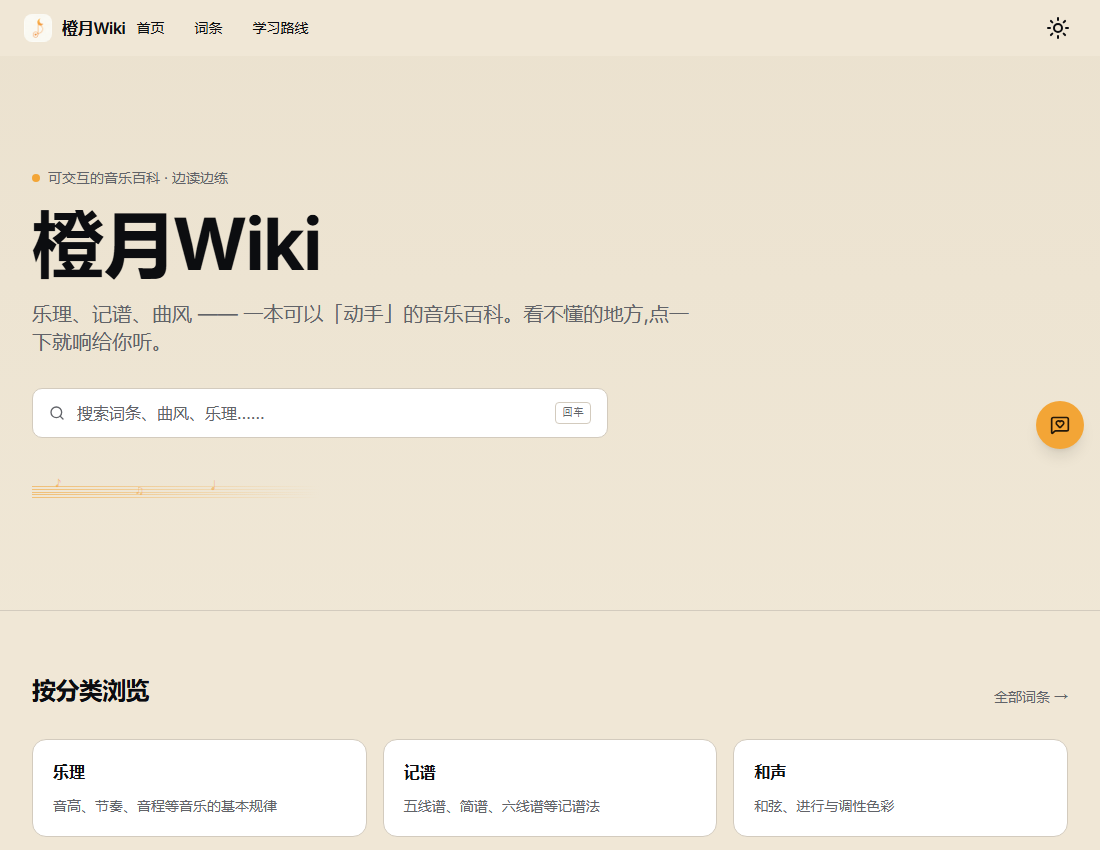 橙月Wiki 首页 词条 学习路线
可交互的音乐百科 · 边读边练
橙月Wiki
乐理、记谱、曲风 —— 一本可以「动手」的音乐百科。看不懂的地方,点一
下就响给你听。
搜索词条、曲风、乐理…… 回车
按分类浏览
全部词条 →
乐理
音高、节奏、音程等音乐的基本规律
记谱
五线谱、简谱、六线谱等记谱法
和声
和弦、进行与调性色彩